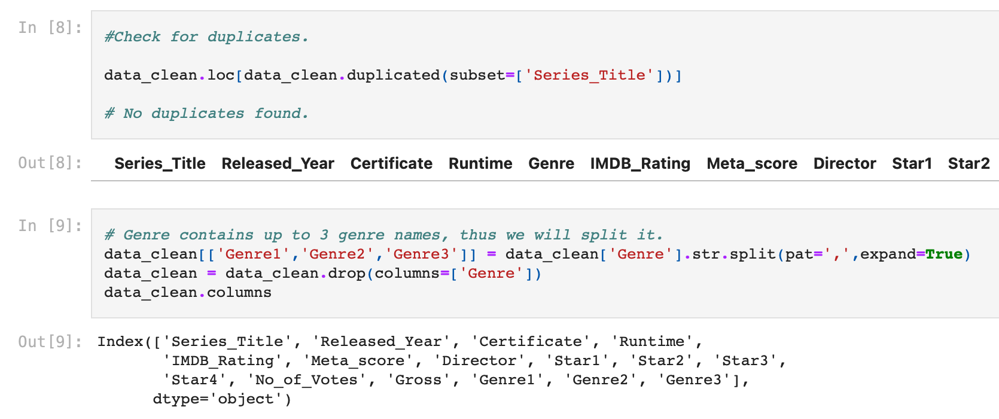 In [8]:
#Check for duplicates.
data_clean.loc[data_clean.duplicated(subset=['Series_Title'])]
# No duplicates found.
Out[8]:
Series_Title Released_Year Certificate Runtime Genre IMDB_Rating Meta_score Director Star1 Star2
In [9]:
# Genre contains up to 3 genre names, thus we will split it.
data_clean[['Genre1','Genre2','Genre3']] = data_clean['Genre'].str.split(pat=',',expand=True)
data_clean = data_clean.drop(columns=['Genre'])
data_clean.columns
Out[9]:
Index(['Series_Title', 'Released_Year', 'Certificate', 'Runtime',
'IMDB_Rating', 'Meta_score', 'Director', 'Star1', 'Star2', 'Star3',
'Star4', 'No_of_Votes', 'Gross', 'Genre1', 'Genre2', 'Genre3'],
dtype='object')